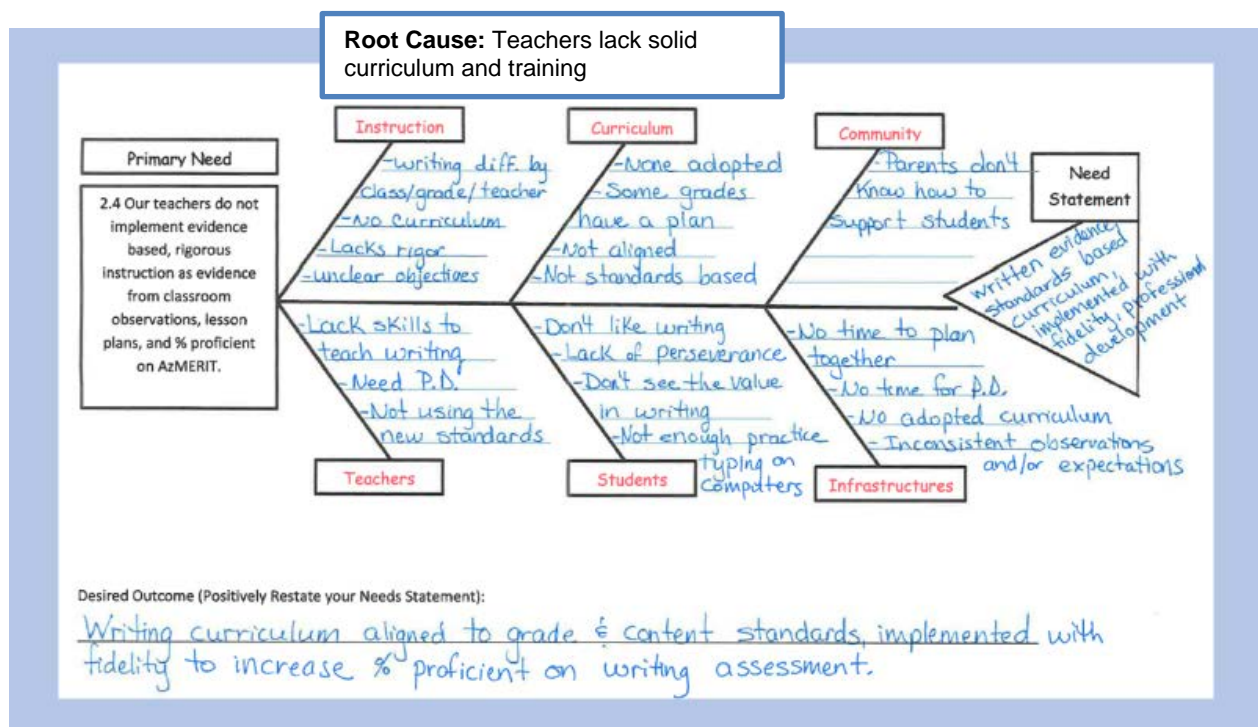 Root Cause: Teachers lack solid
curriculum and training
Primary Need
2.4 Our teachers do not
implement evidence
based, rigorous
instruction as evidence
from classroom
observations, lesson
plans, and % proficient
on AzMERIT.
Instruction
-writing diff. by
class/grade/teacher
-No Curriculum
-Lacks rigor
-unclear objectives
Curriculum
-None adopted
-Some grades
have a plan
-Not aligned
-Not standards based
Community
-Parents don't
Know how to
Support students
Need
Statement
written evidence
standards based
curriculum,
implemented with
fidelity, professional
development
-Lack skills to
teach writing
-Need P.D.
-Not using the
new standards
Teachers
-Don't like writing
-Lack of perseverance
-Don't see the value
in writing
-Not enough practice
typing on
computers
Students
-No time to plan
together
-No time for P.D.
-No adopted curriculum
- Inconsistent observations
and/or expectations
Infrastructures
Desired Outcome (Positively Restate your Needs Statement):
Writing curriculum aligned to grade & content standards, implemented with
fidelity to increase % proficient on writing assessment.